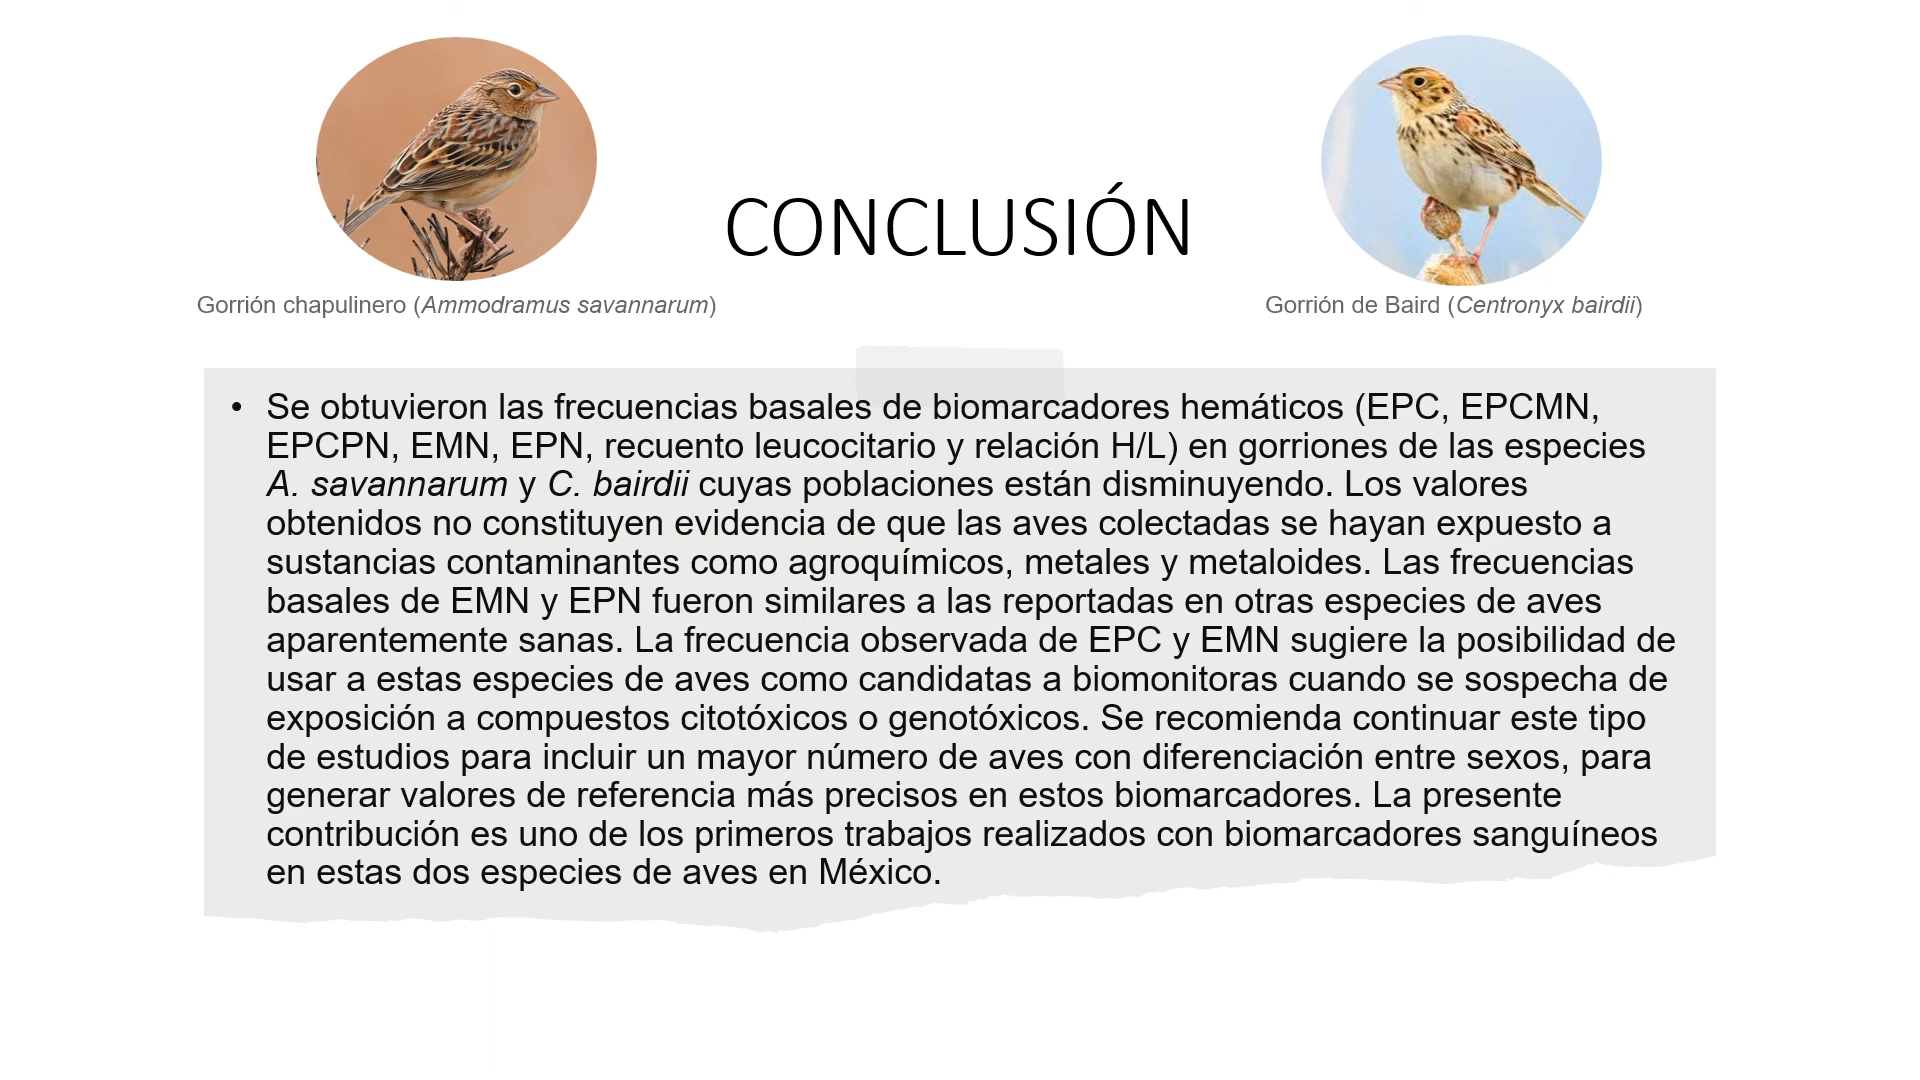 CONCLUSIÓN
Gorrión chapulinero (Ammodramus savannarum)
Gorrión de Baird (Centronyx bairdii)
• Se obtuvieron las frecuencias basales de biomarcadores hemáticos (EPC, EPCMN,
EPCPN, EMN, EPN, recuento leucocitario y relación H/L) en gorriones de las especies
A. savannarum y C. bairdii cuyas poblaciones están disminuyendo. Los valores
obtenidos no constituyen evidencia de que las aves colectadas se hayan expuesto a
sustancias contaminantes como agroquímicos, metales y metaloides. Las frecuencias
basales de EMN y EPN fueron similares a las reportadas en otras especies de aves
aparentemente sanas. La frecuencia observada de EPC y EMN sugiere la posibilidad de
usar a estas especies de aves como candidatas a biomonitoras cuando se sospecha de
exposición a compuestos citotóxicos o genotóxicos. Se recomienda continuar este tipo
de estudios para incluir un mayor número de aves con diferenciación entre sexos, para
generar valores de referencia más precisos en estos biomarcadores. La presente
contribución es uno de los primeros trabajos realizados con biomarcadores sanguíneos
en estas dos especies de aves en México.